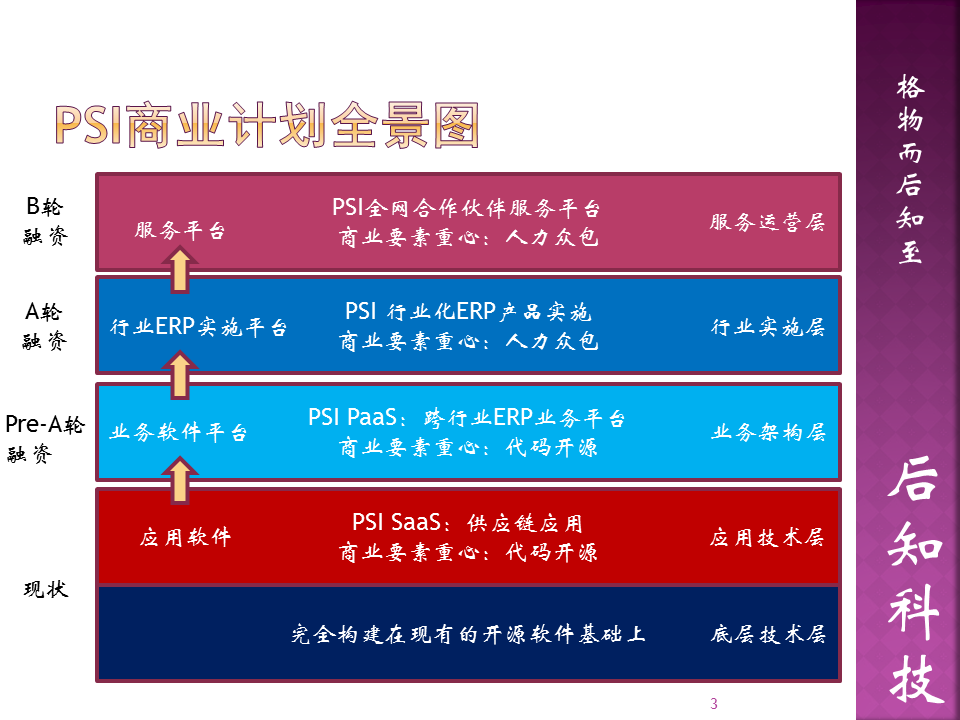 PSI商业计划全景图
B轮
融资
服务平台
PSI全网合作伙伴服务平台
商业要素重心：人力众包
服务运营层
A轮
融资
行业ERP实施平台
PSI 行业化ERP产品实施
商业要素重心：人力众包
行业实施层
Pre-A轮
融资
业务软件平台
PSI PaaS：跨行业ERP业务平台
商业要素重心：代码开源
业务架构层
现状
应用软件
PSI SaaS：供应链应用
商业要素重心：代码开源
应用技术层
完全构建在现有的开源软件基础上
底层技术层
3
格物而后知至
后知科技